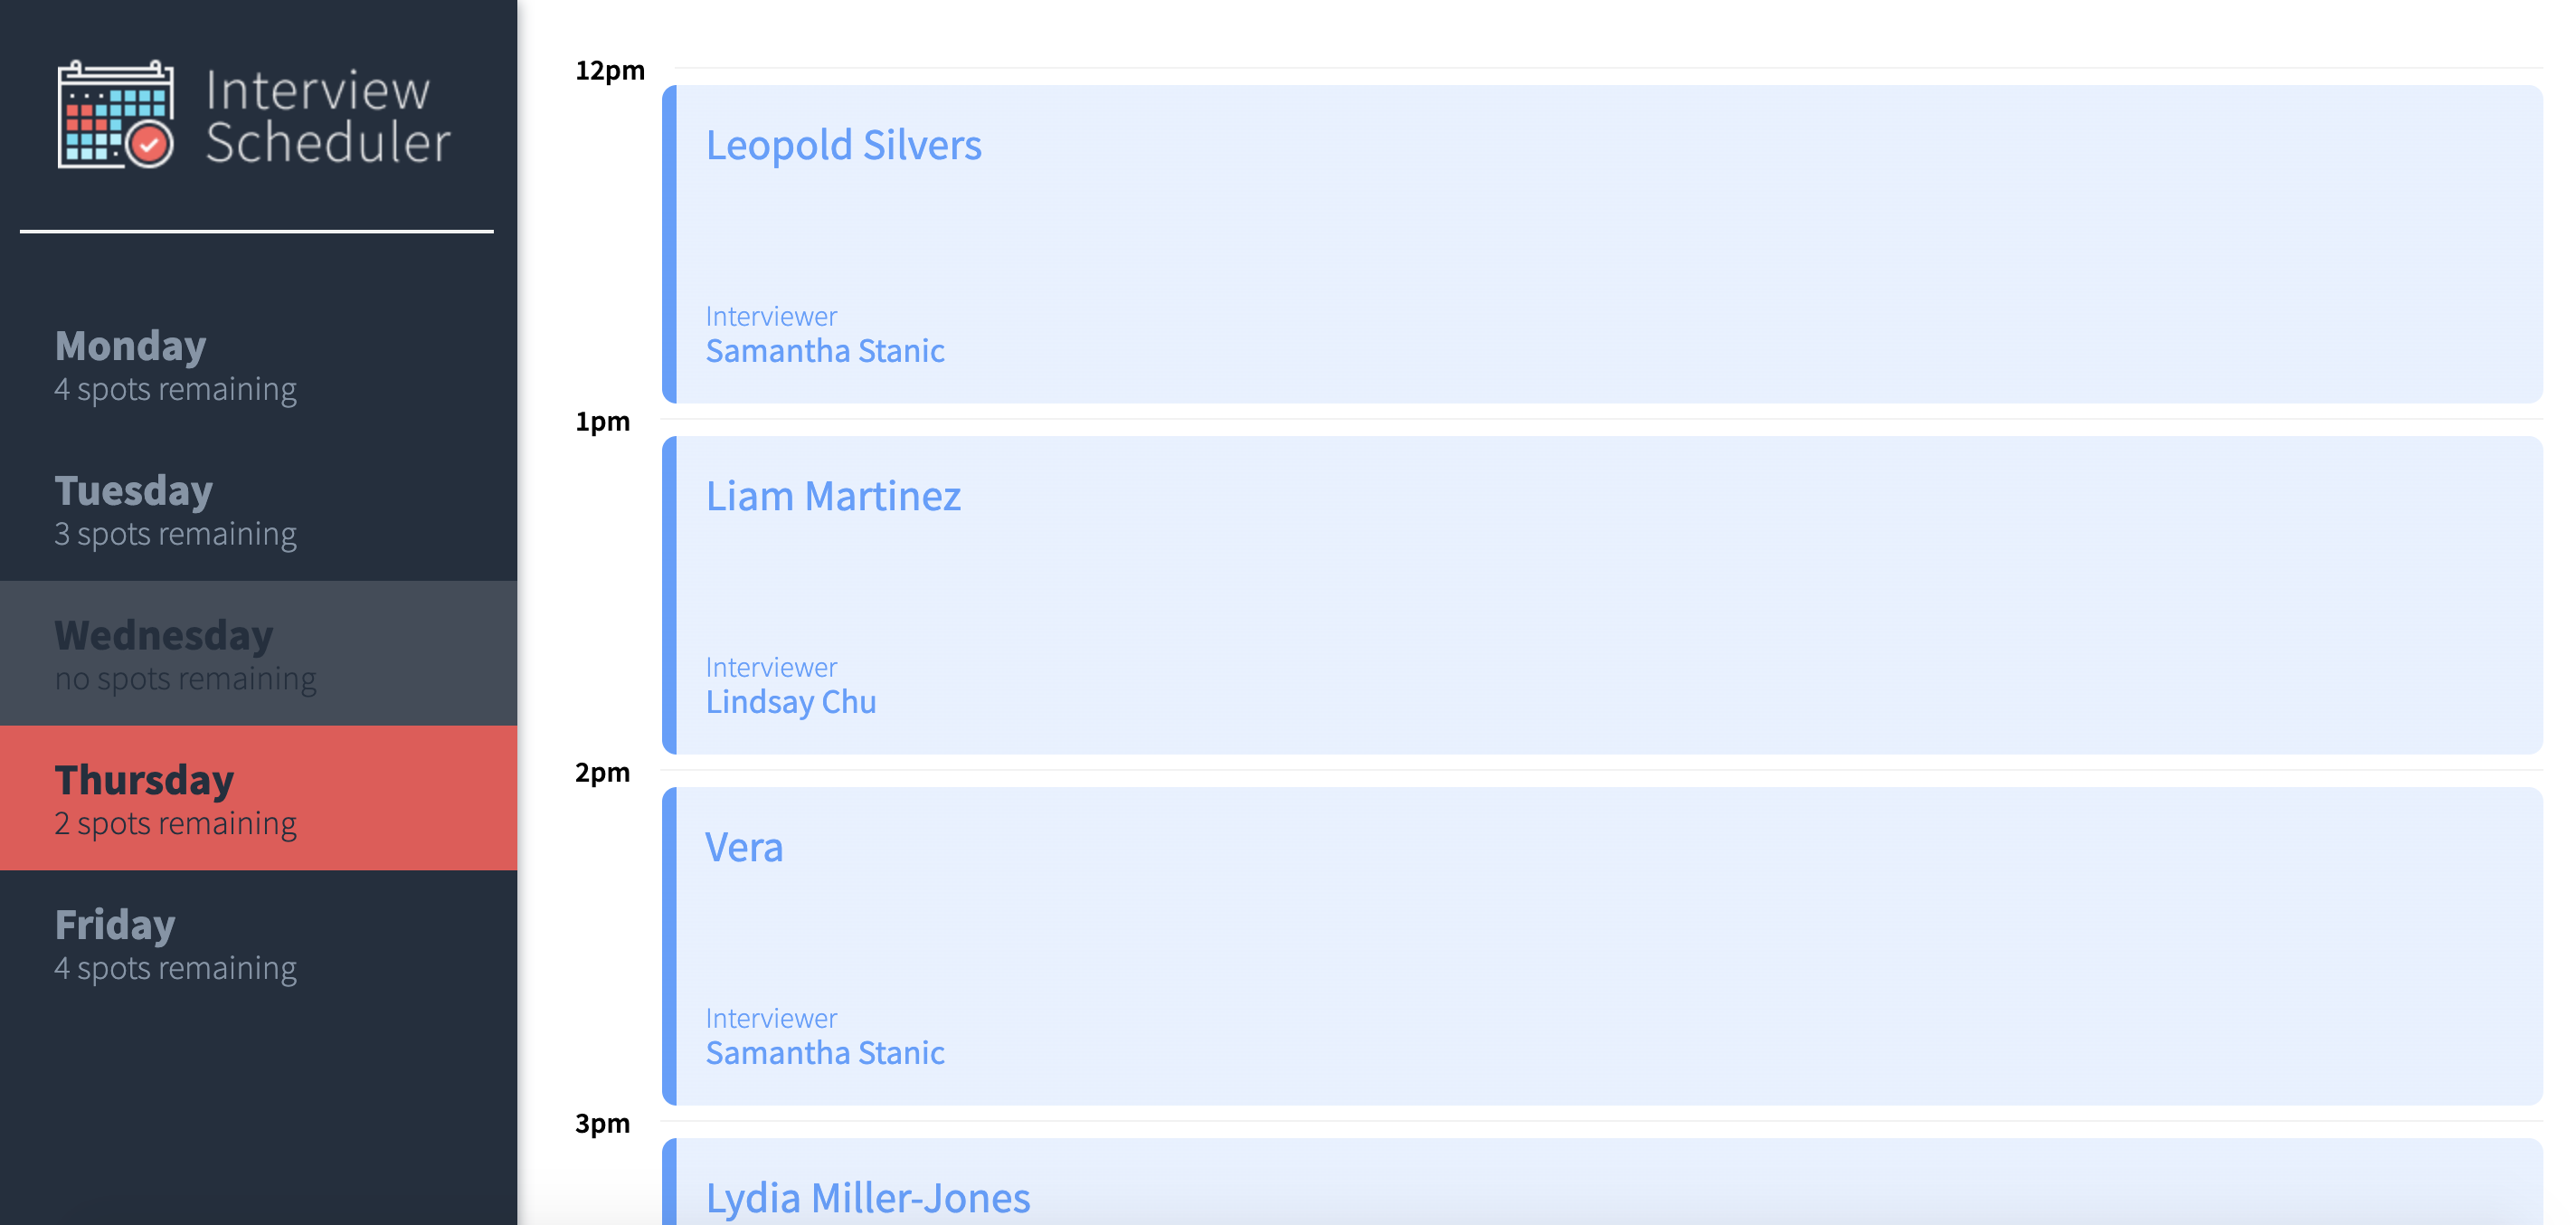 Interview
Scheduler
Monday
4 spots remaining
Tuesday
3 spots remaining
Wednesday
no spots remaining
Thursday
2 spots remaining
Friday
4 spots remaining
12pm
Leopold Silvers
Interviewer
Samantha Stanic
1pm
Liam Martinez
Interviewer
Lindsay Chu
2pm
Vera
Interviewer
Samantha Stanic
3pm
Lydia Miller-Jones